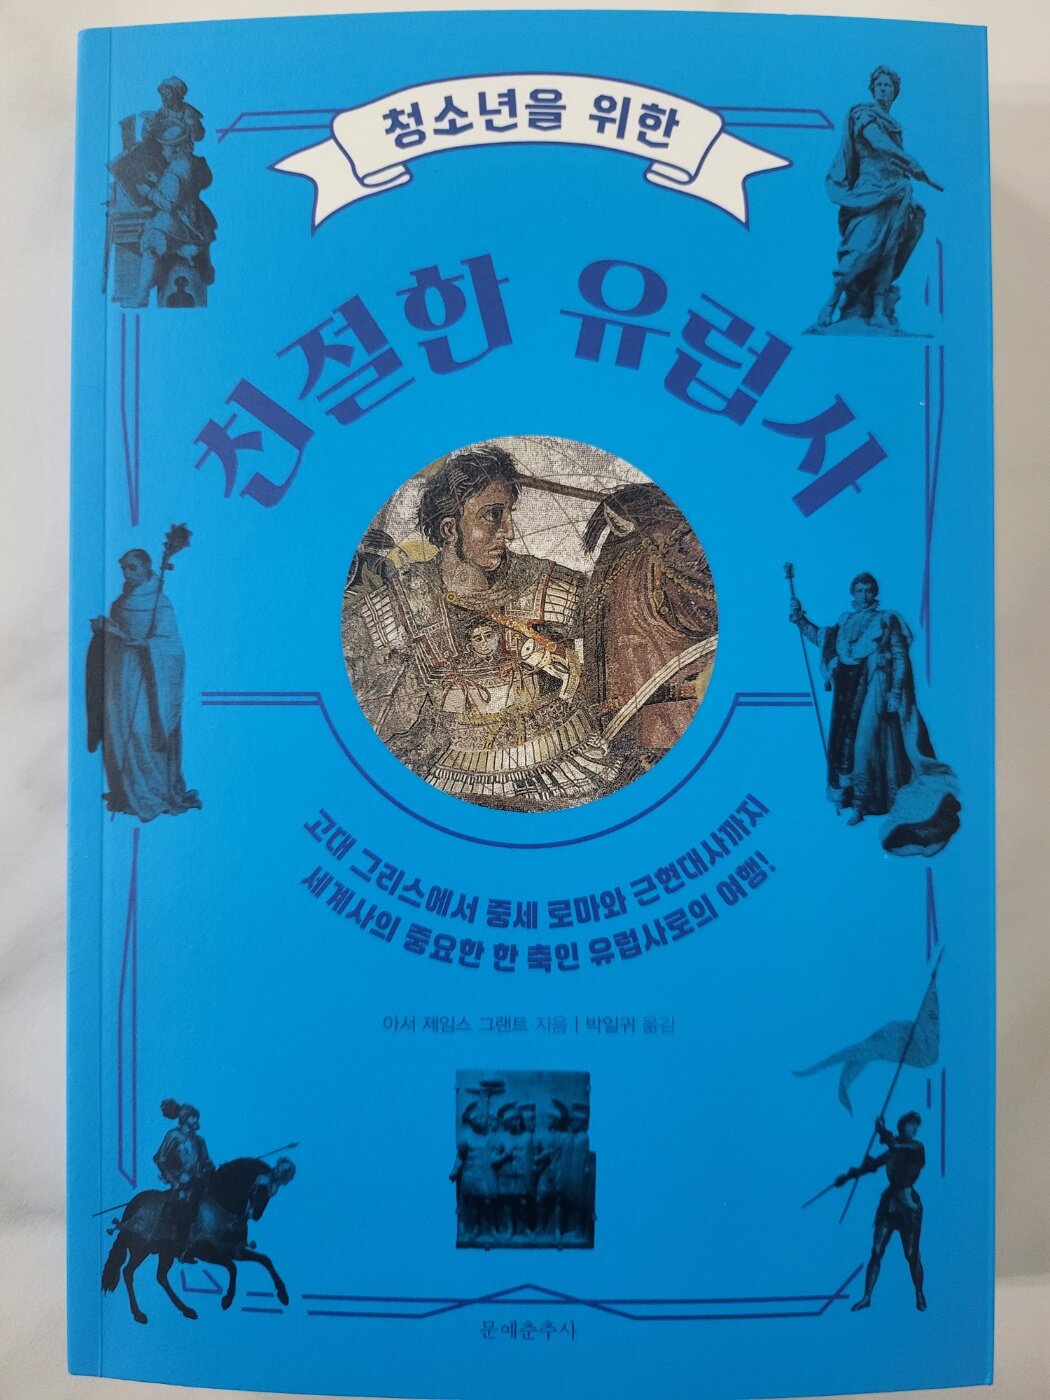 청소년을 위한
친절한 유럽사
고대 그리스에서 중세 로마와 근현대사까지
세계사의 중요한 한 축인 유럽사로의 여행!
아서 제임스 그랜트 지음 | 박일귀 옮김
문예춘추사